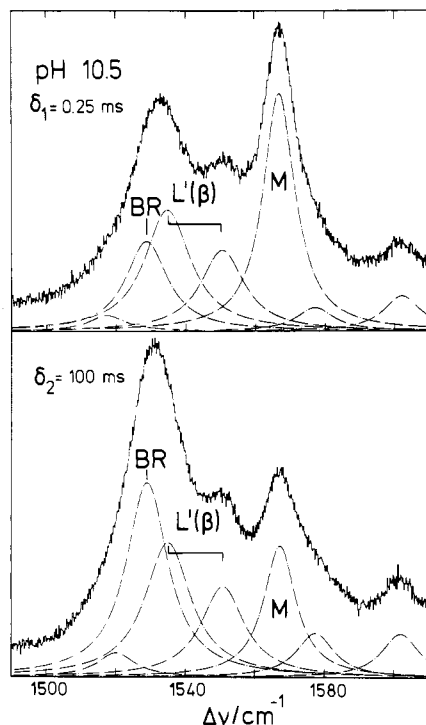 pH 10.5
δ₁ = 0.25 ms
BR
L'(β)
M
δ₂ = 100 ms
BR
L'(β)
M
1500 1540 1580
Δν/cm⁻¹